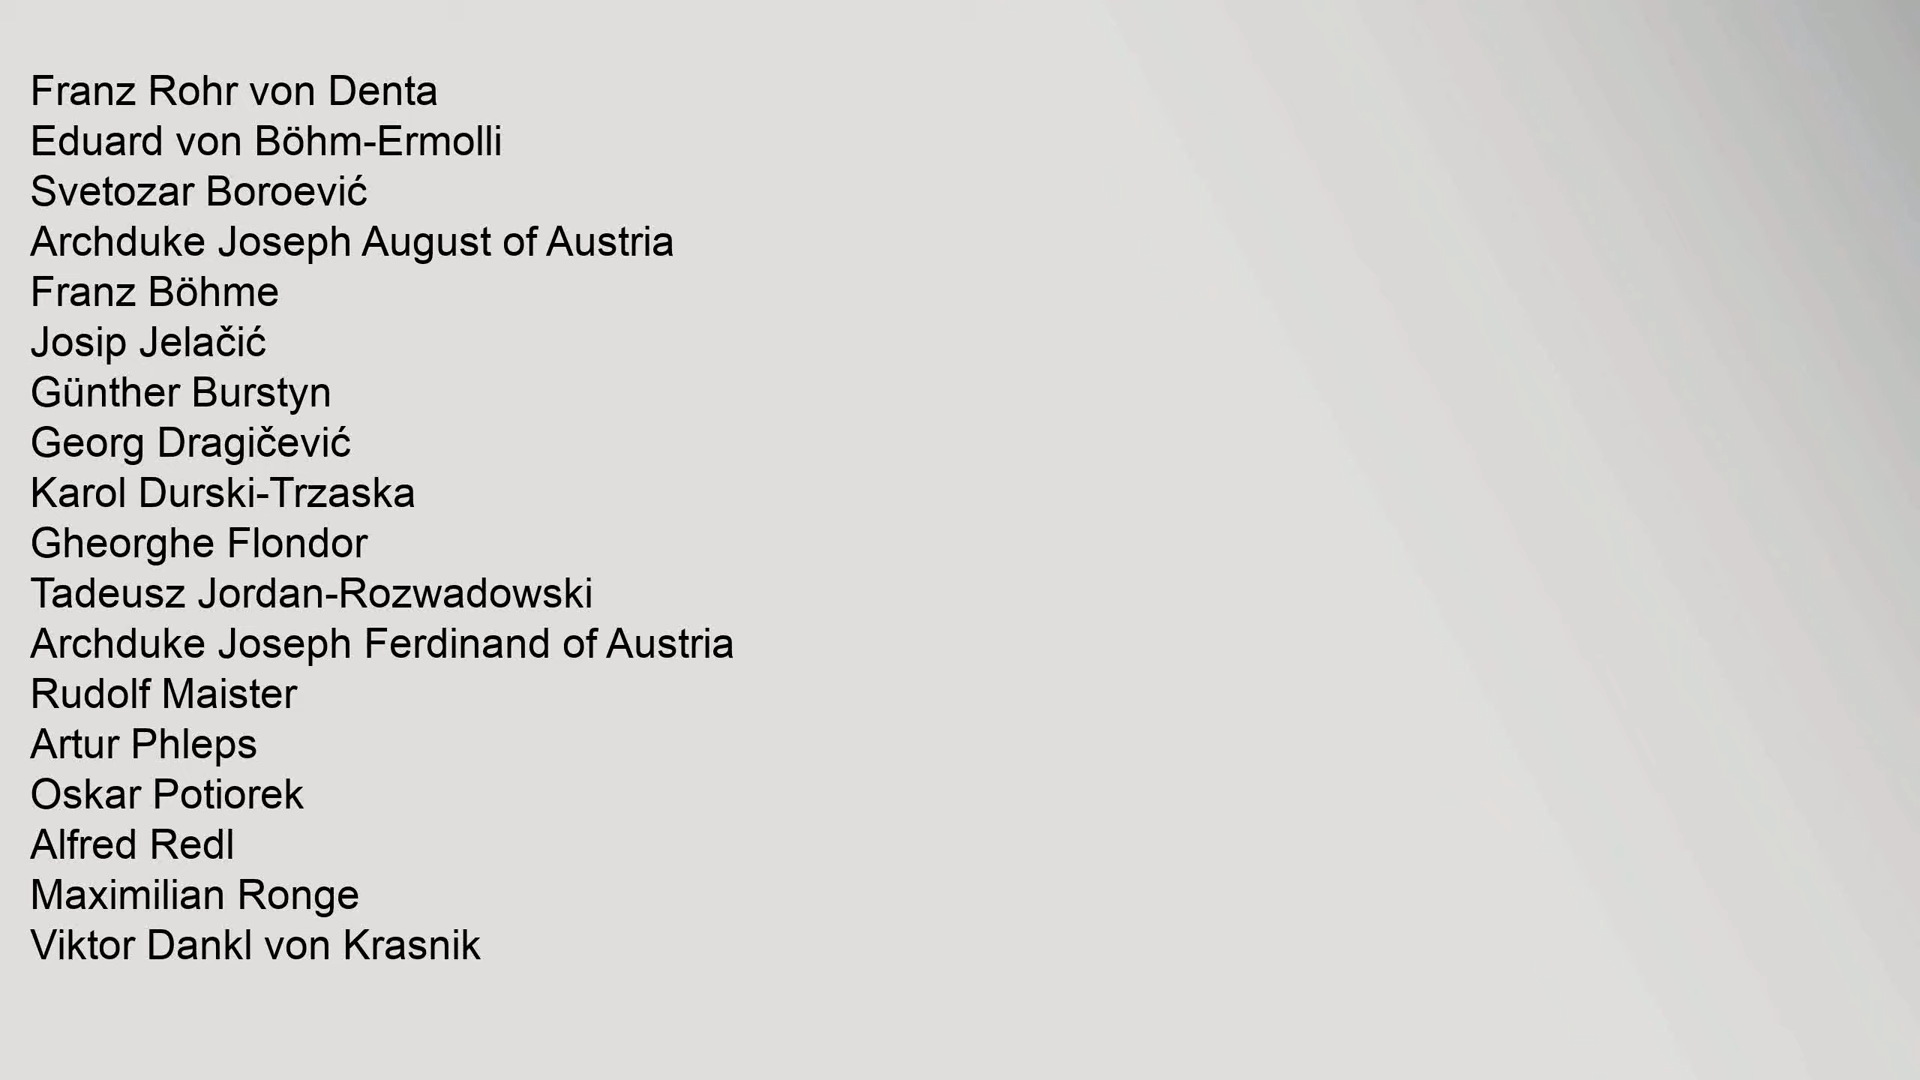 Franz Rohr von Denta
Eduard von Böhm-Ermolli
Svetozar Boroević
Archduke Joseph August of Austria
Franz Böhme
Josip Jelačić
Günther Burstyn
Georg Dragičević
Karol Durski-Trzaska
Gheorghe Flondor
Tadeusz Jordan-Rozwadowski
Archduke Joseph Ferdinand of Austria
Rudolf Maister
Artur Phleps
Oskar Potiorek
Alfred Redl
Maximilian Ronge
Viktor Dankl von Krasnik